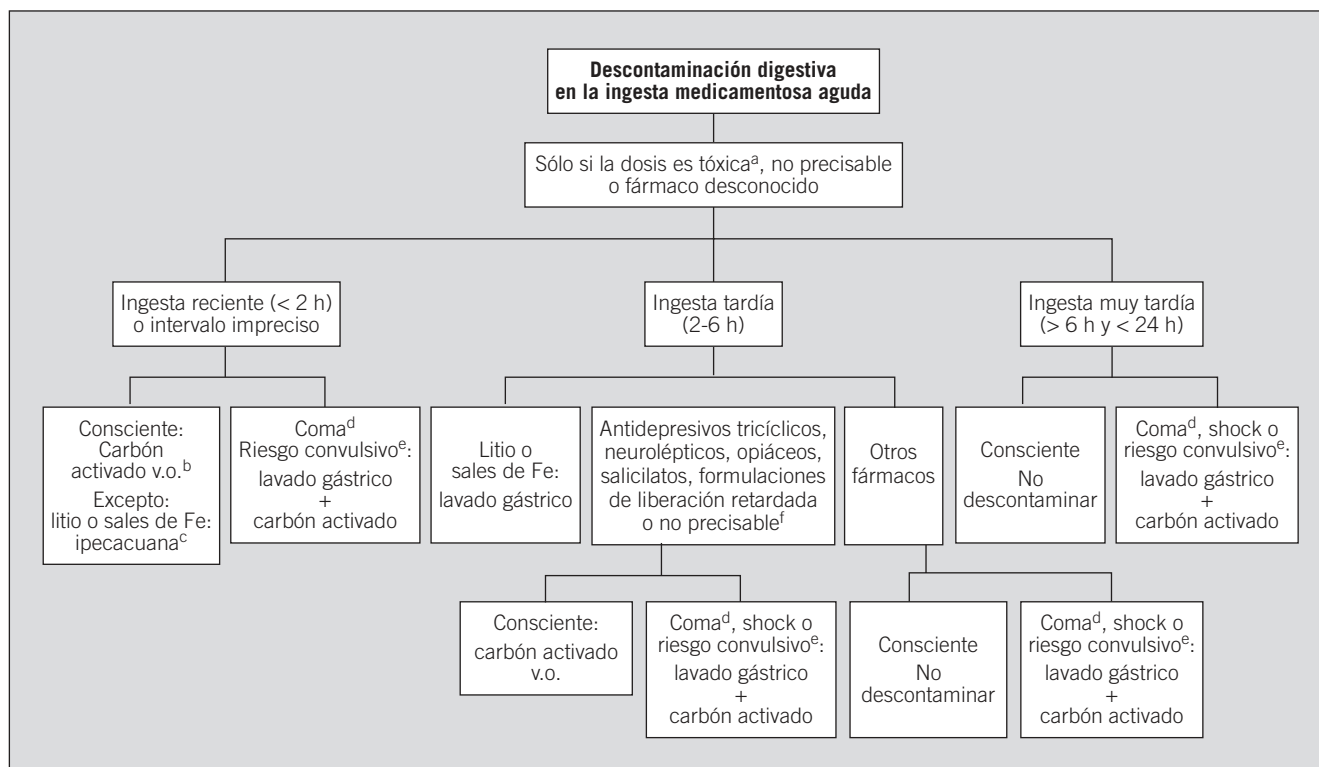 Descontaminación digestiva
en la ingesta medicamentosa aguda
Sólo si la dosis es tóxicaᵃ, no precisable
o fármaco desconocido
Ingesta reciente (< 2 h)
o intervalo impreciso
Ingesta tardía
(2-6 h)
Ingesta muy tardía
(> 6 h y < 24 h)
Consciente:
Carbón
activado v.o.ᵇ
Excepto:
litio o sales de Fe:
ipecacuanaᶜ
Comaᵈ
Riesgo convulsivoᵉ:
lavado gástrico
+
carbón activado
Litio o
sales de Fe:
lavado gástrico
Antidepresivos tricíclicos,
neurolépticos, opiáceos,
salicilatos, formulaciones
de liberación retardada
o no precisableᶠ
Otros
fármacos
Consciente
No
descontaminar
Comaᵈ, shock o
riesgo convulsivoᵉ:
lavado gástrico
+
carbón activado
Consciente:
carbón activado
v.o.
Comaᵈ, shock o
riesgo convulsivoᵉ:
lavado gástrico
+
carbón activado
Consciente
No
descontaminar
Comaᵈ, shock o
riesgo convulsivoᵉ:
lavado gástrico
+
carbón activado